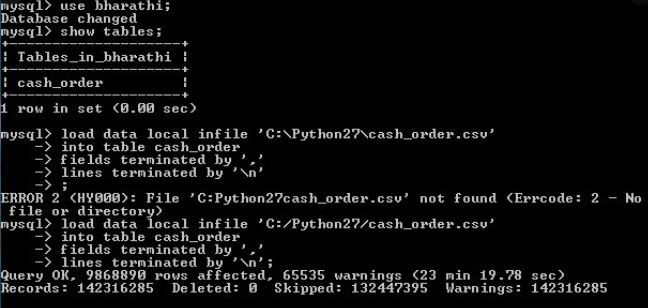 mysql> use bharathi;
Database changed
mysql> show tables;
+--------------------+
| Tables_in_bharathi |
+--------------------+
| cash_order         |
+--------------------+
1 row in set (0.00 sec)

mysql> load data local infile 'C:\Python27\cash_order.csv'
    -> into table cash_order
    -> fields terminated by ','
    -> lines terminated by '\n'
    -> ;
ERROR 2 (HY000): File 'C:Python27cash_order.csv' not found (Errcode: 2 - No
 file or directory)
mysql> load data local infile 'C:/Python27/cash_order.csv'
    -> into table cash_order
    -> fields terminated by ','
    -> lines terminated by '\n';
Query OK, 9868890 rows affected, 65535 warnings (23 min 19.78 sec)
Records: 142316285  Deleted: 0  Skipped: 132447395  Warnings: 142316285